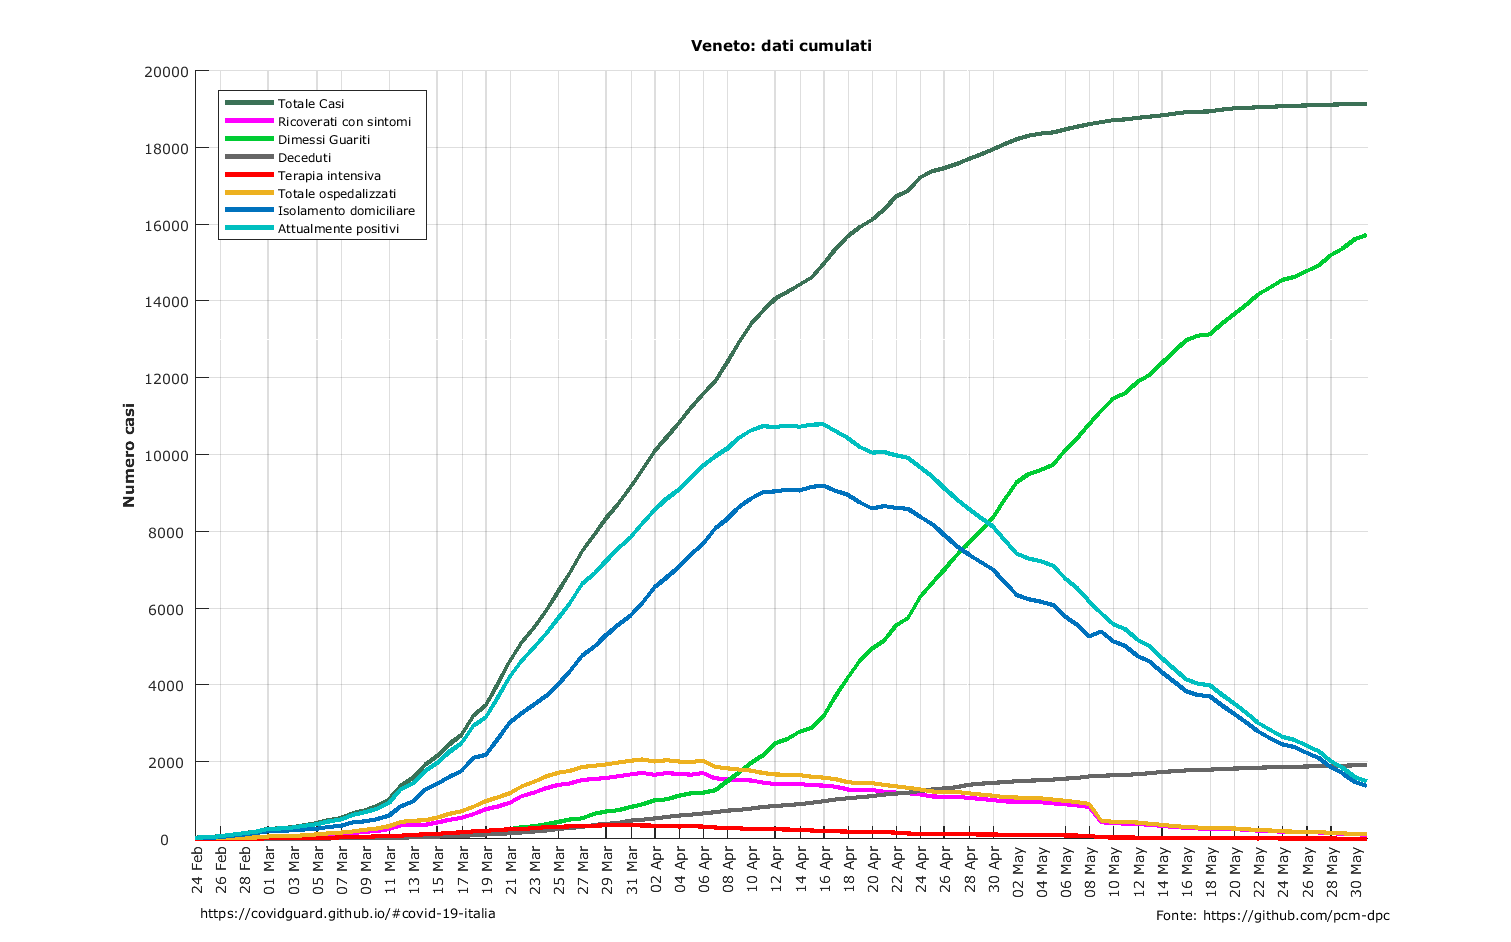 Veneto: dati cumulati
20000
18000
16000
14000
12000
10000
8000
6000
4000
2000
0
Numero casi
Totale Casi
Ricoverati con sintomi
Dimessi Guariti
Deceduti
Terapia intensiva
Totale ospedalizzati
Isolamento domiciliare
Attualmente positivi
24 Feb
26 Feb
28 Feb
01 Mar
03 Mar
05 Mar
07 Mar
09 Mar
11 Mar
13 Mar
15 Mar
17 Mar
19 Mar
21 Mar
23 Mar
25 Mar
27 Mar
29 Mar
31 Mar
02 Apr
04 Apr
06 Apr
08 Apr
10 Apr
12 Apr
14 Apr
16 Apr
18 Apr
20 Apr
22 Apr
24 Apr
26 Apr
28 Apr
30 Apr
02 May
04 May
06 May
08 May
10 May
12 May
14 May
16 May
18 May
20 May
22 May
24 May
26 May
28 May
30 May
https://covidguard.github.io/#covid-19-italia
Fonte: https://github.com/pcm-dpc